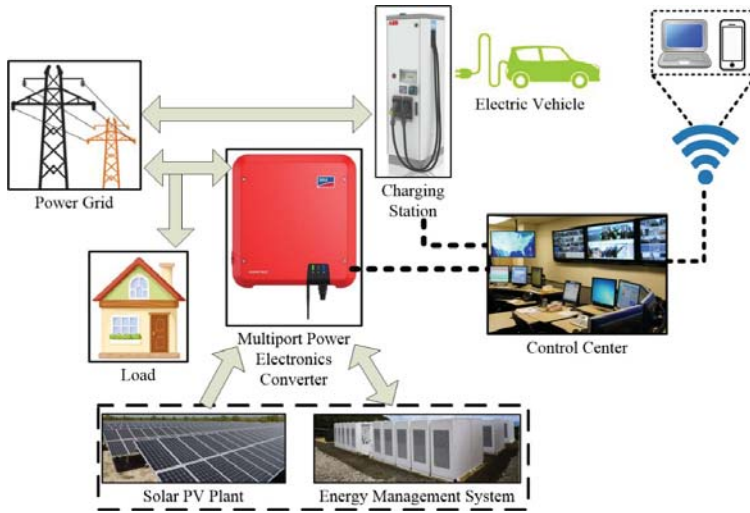 Electric Vehicle
Power Grid
Charging
Station
Load
Multiport Power
Electronics
Converter
Control Center
Solar PV Plant
Energy Management System